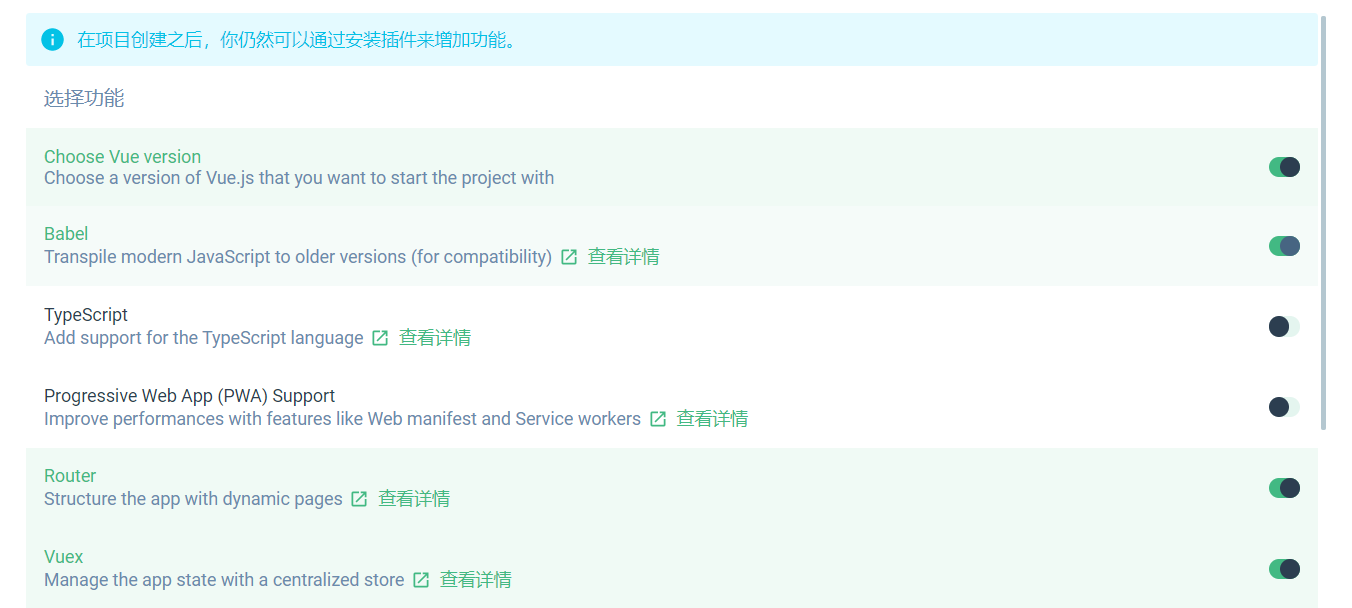 在项目创建之后，你仍然可以通过安装插件来增加功能。
选择功能
Choose Vue version
Choose a version of Vue.js that you want to start the project with
Babel
Transpile modern JavaScript to older versions (for compatibility) 查看详情
TypeScript
Add support for the TypeScript language 查看详情
Progressive Web App (PWA) Support
Improve performances with features like Web manifest and Service workers 查看详情
Router
Structure the app with dynamic pages 查看详情
Vuex
Manage the app state with a centralized store 查看详情